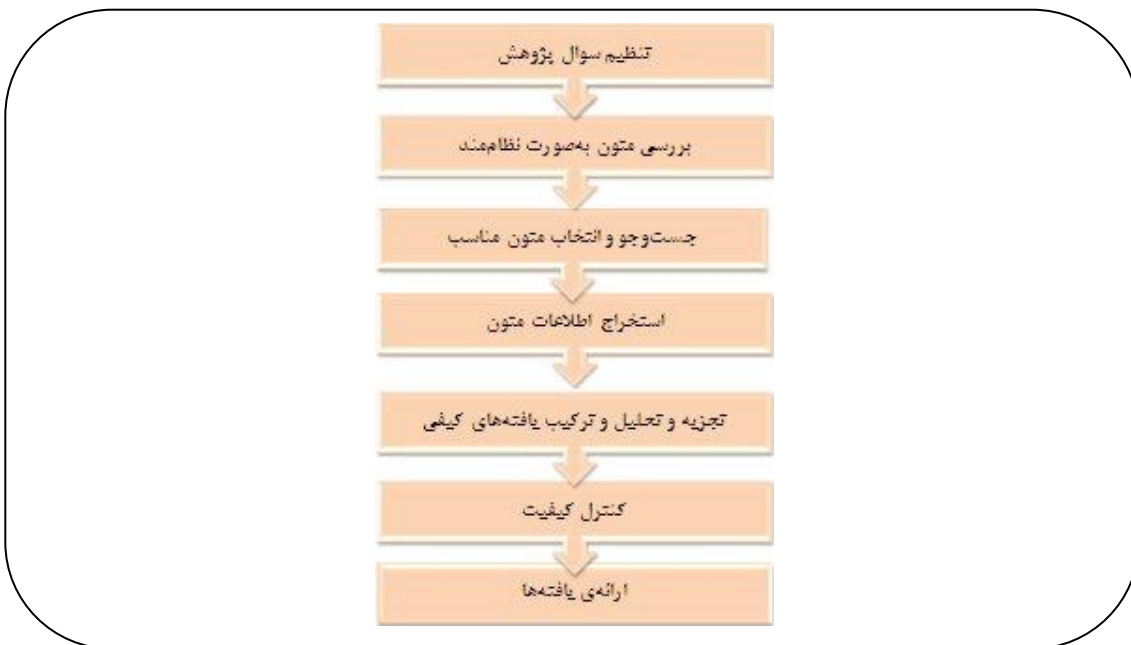 تنظیم سوال پژوهش
بررسی متون به‌صورت نظام‌مند
جست‌وجو و انتخاب متون مناسب
استخراج اطلاعات متون
تجزیه و تحلیل و ترکیب یافته‌های کیفی
کنترل کیفیت
ارائه‌ی یافته‌ها